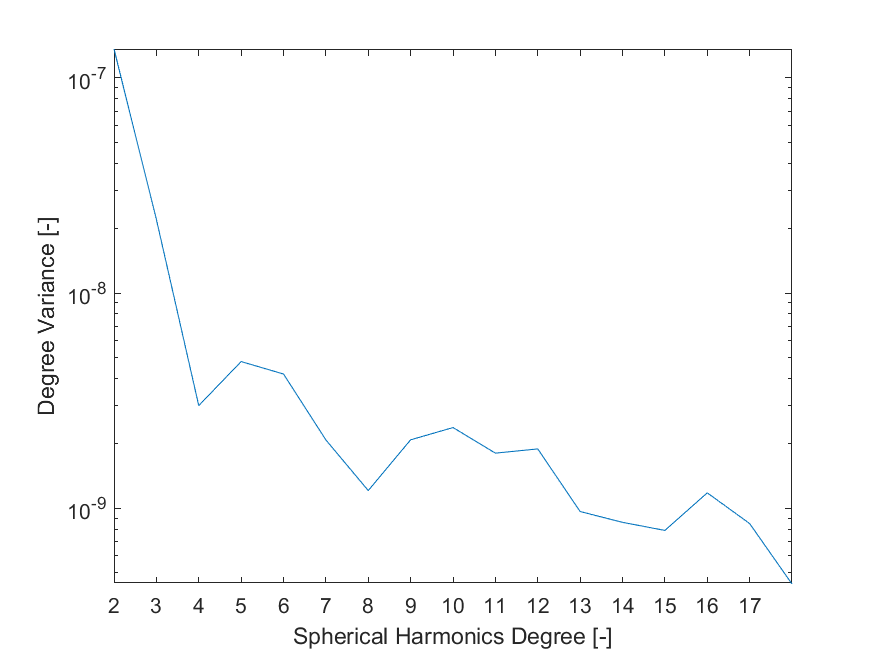 10-7
10-8
10-9
Degree Variance [-]
2 3 4 5 6 7 8 9 10 11 12 13 14 15 16 17
Spherical Harmonics Degree [-]